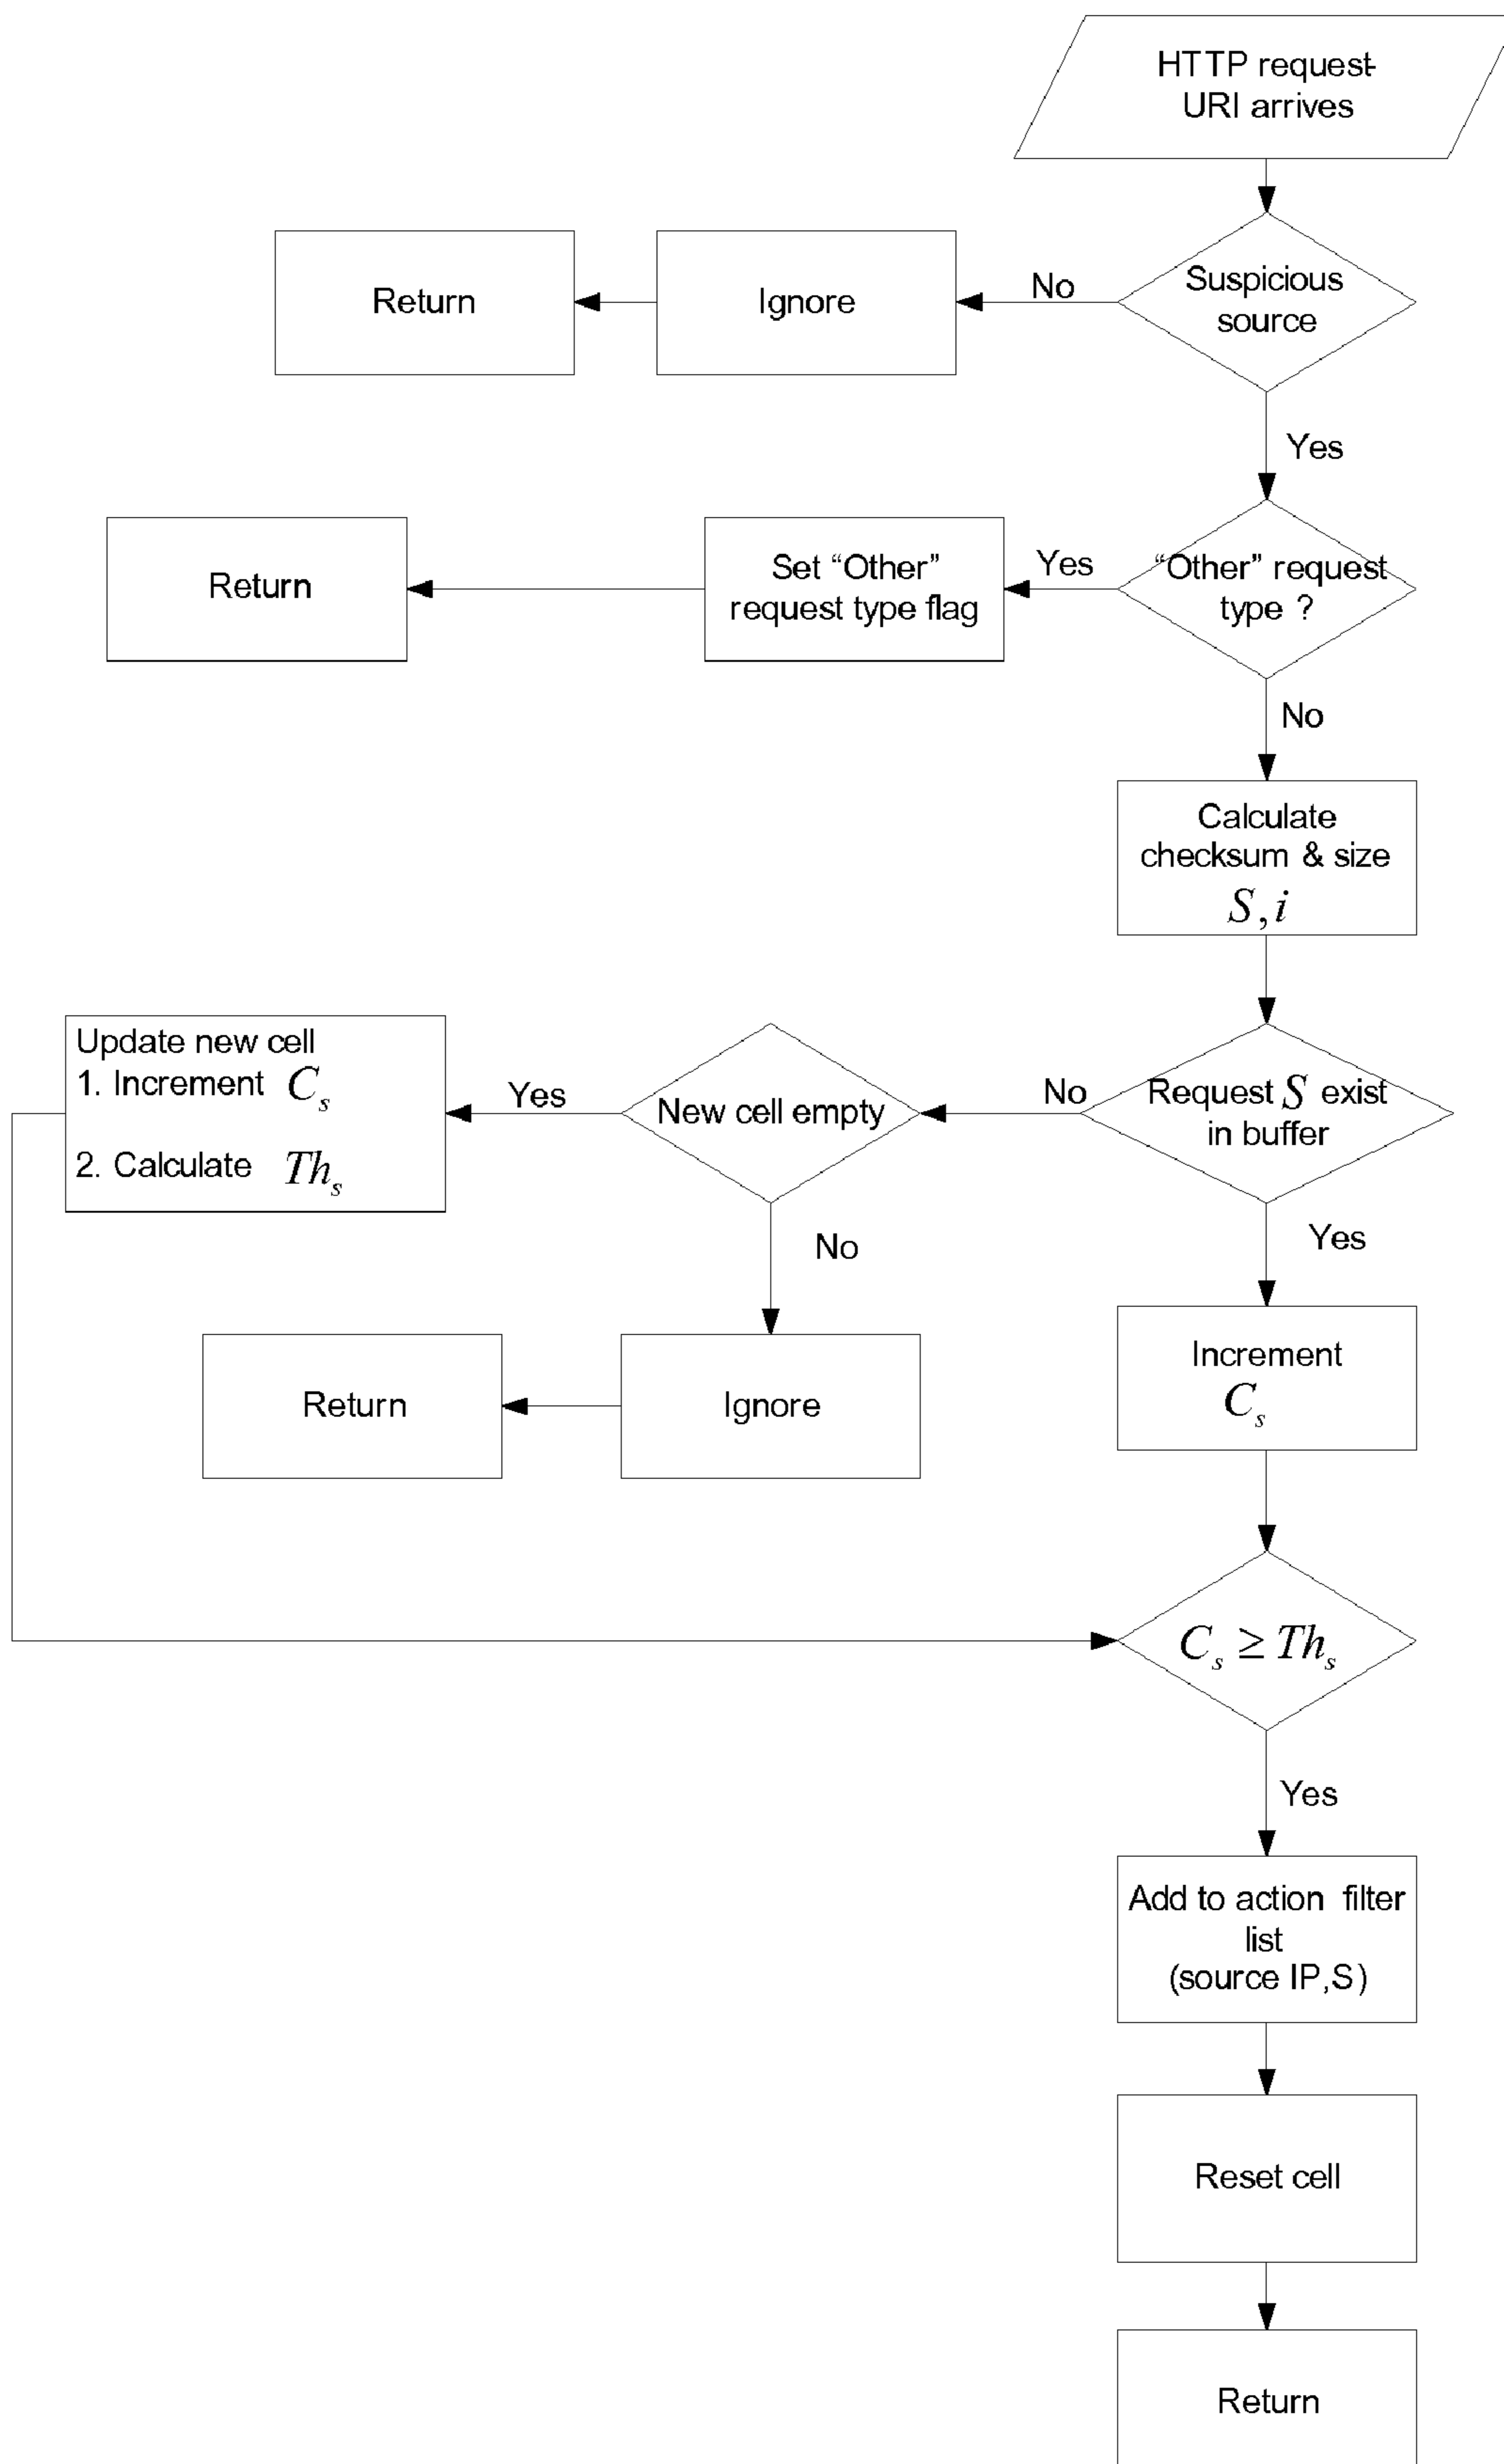 HTTP request-
URI arrives
Suspicious
source
No
Ignore
Return
Yes
“Other” request
type ?
Yes
Set “Other”
request type flag
Return
No
Calculate
checksum & size
S, i
Request S exist
in buffer
No
New cell empty
Yes
Update new cell
1. Increment C_s
2. Calculate Th_s
No
Ignore
Return
Yes
Increment
C_s
C_s ≥ Th_s
Yes
Add to action filter
list
(source IP,S)
Reset cell
Return